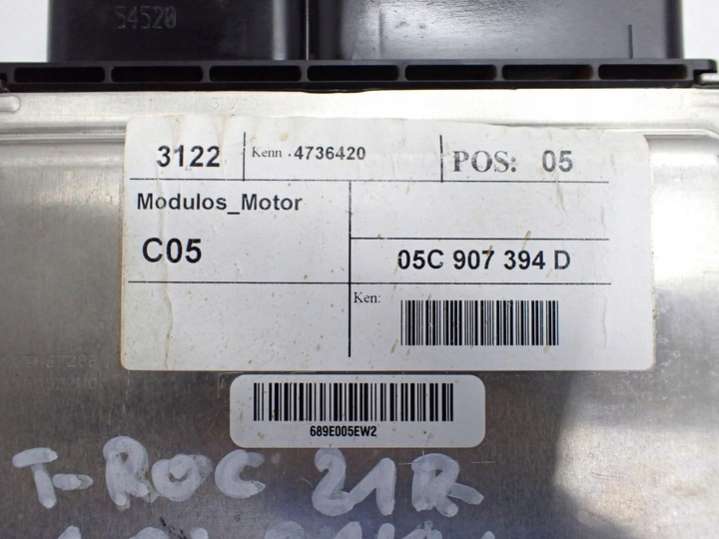 54520
3122
Kenn .4736420
POS: 05
Modulos_Motor
C05
05C 907 394 D
Ken:
689E005EW2
T-ROC 21R